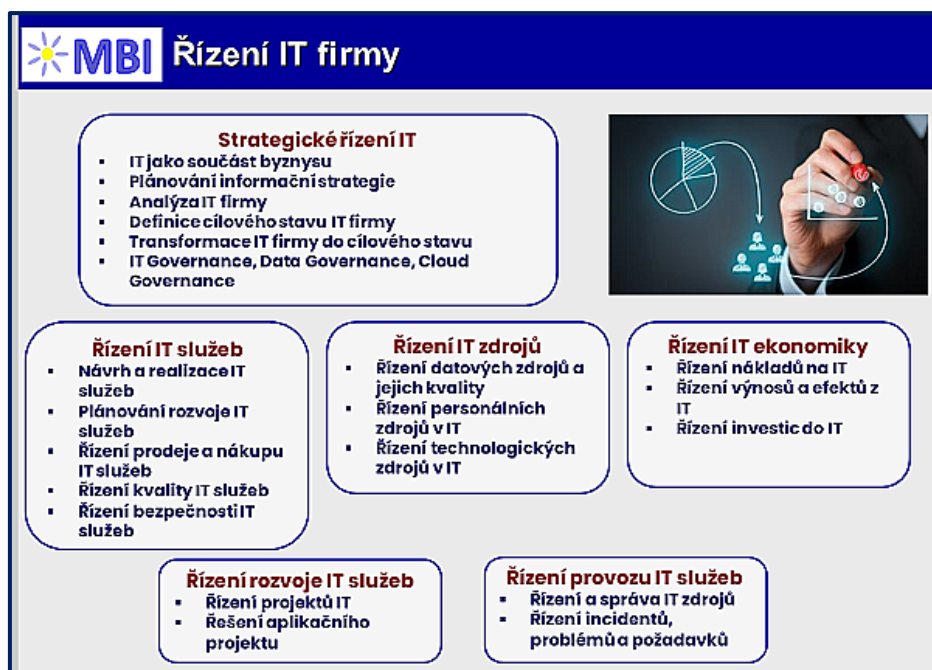 MBI Řízení IT firmy
Strategické řízení IT
▪ IT jako součást byznysu
▪ Plánování informační strategie
▪ Analýza IT firmy
▪ Definice cílového stavu IT firmy
▪ Transformace IT firmy do cílového stavu
▪ IT Governance, Data Governance, Cloud
Governance
Řízení IT služeb
▪ Návrh a realizace IT
služeb
▪ Plánování rozvoje IT
služeb
▪ Řízení prodeje a nákupu
IT služeb
▪ Řízení kvality IT služeb
▪ Řízení bezpečnosti IT
služeb
Řízení IT zdrojů
▪ Řízení datových zdrojů a
jejich kvality
▪ Řízení personálních
zdrojů v IT
▪ Řízení technologických
zdrojů v IT
Řízení IT ekonomiky
▪ Řízení nákladů na IT
▪ Řízení výnosů a efektů z
IT
▪ Řízení investic do IT
Řízení rozvoje IT služeb
▪ Řízení projektů IT
▪ Řešení aplikačního
projektu
Řízení provozu IT služeb
▪ Řízení a správa IT zdrojů
▪ Řízení incidentů,
problémů a požadavků